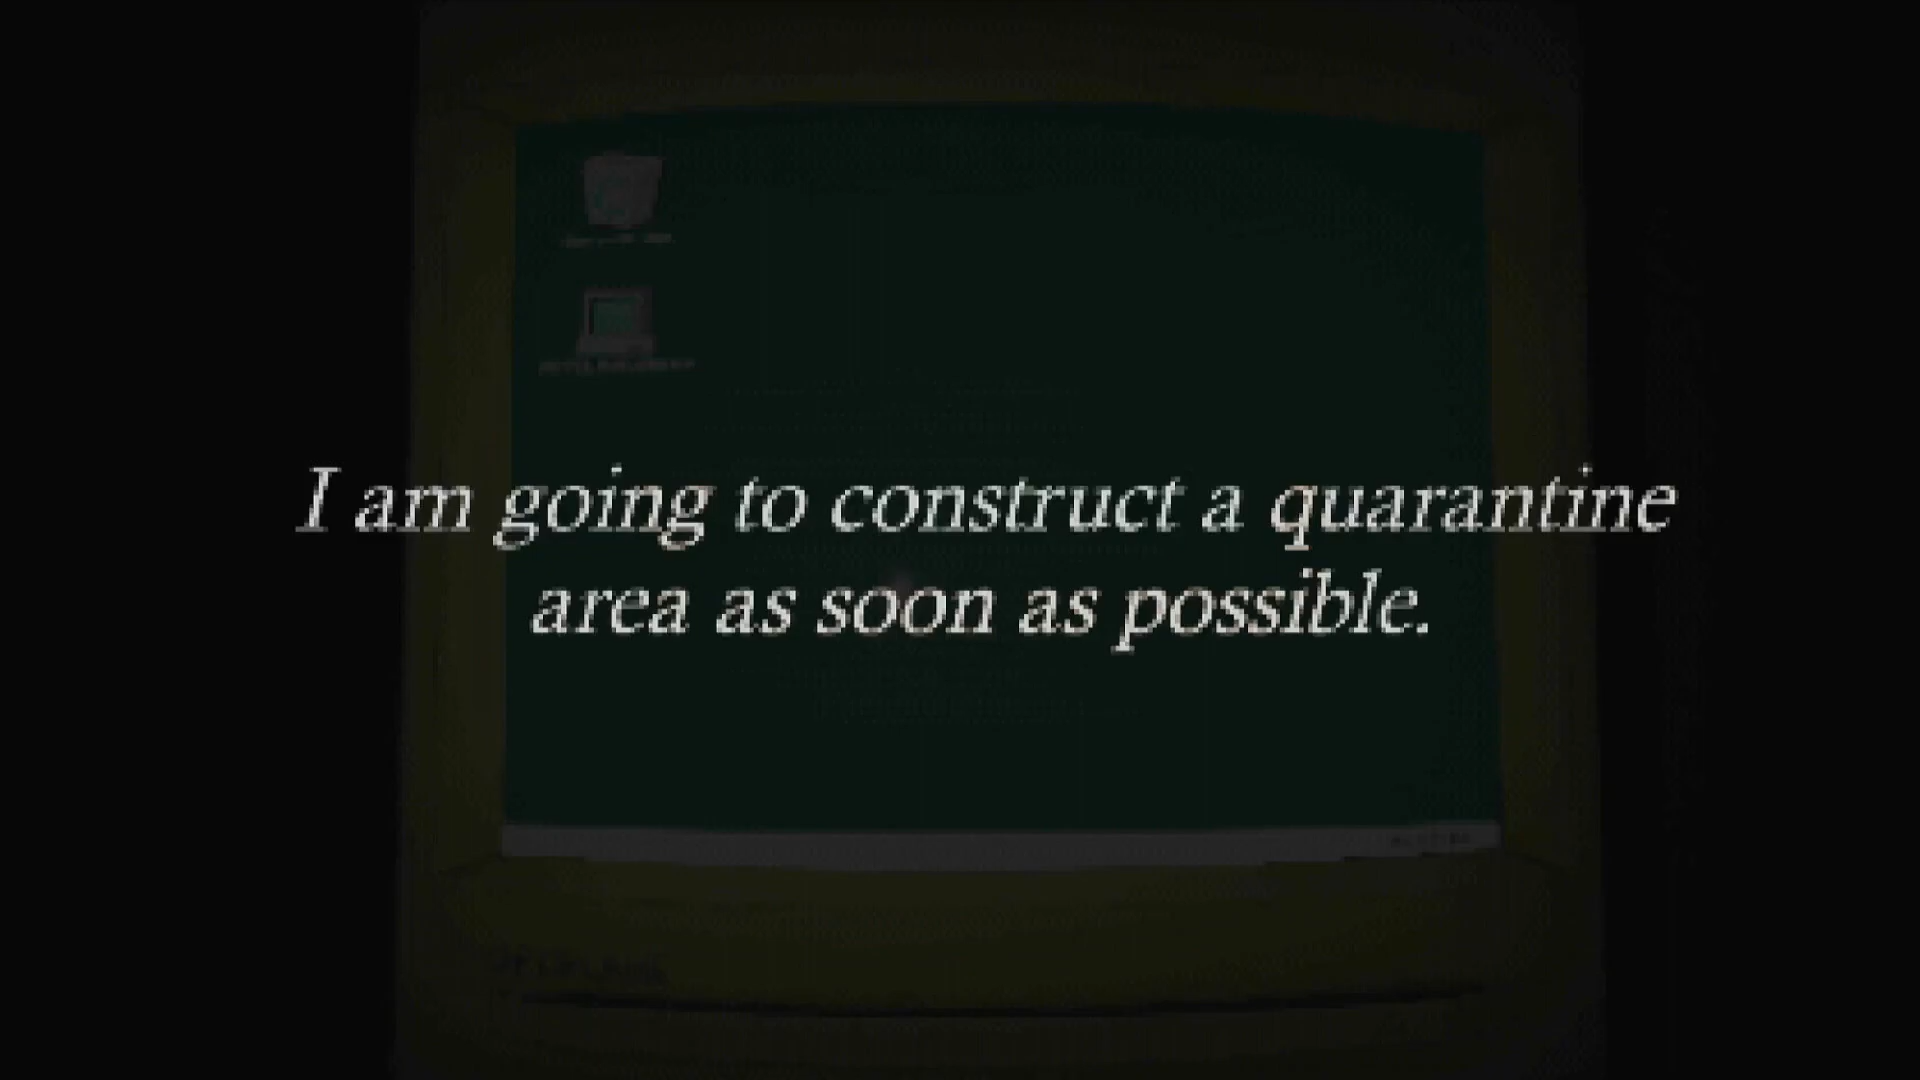 I am going to construct a quarantine
area as soon as possible.